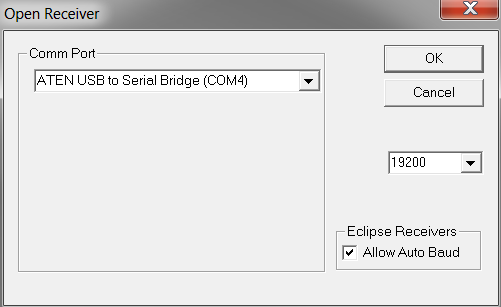 Open Receiver
Comm Port
ATEN USB to Serial Bridge (COM4)
OK
Cancel
19200
Eclipse Receivers
Allow Auto Baud